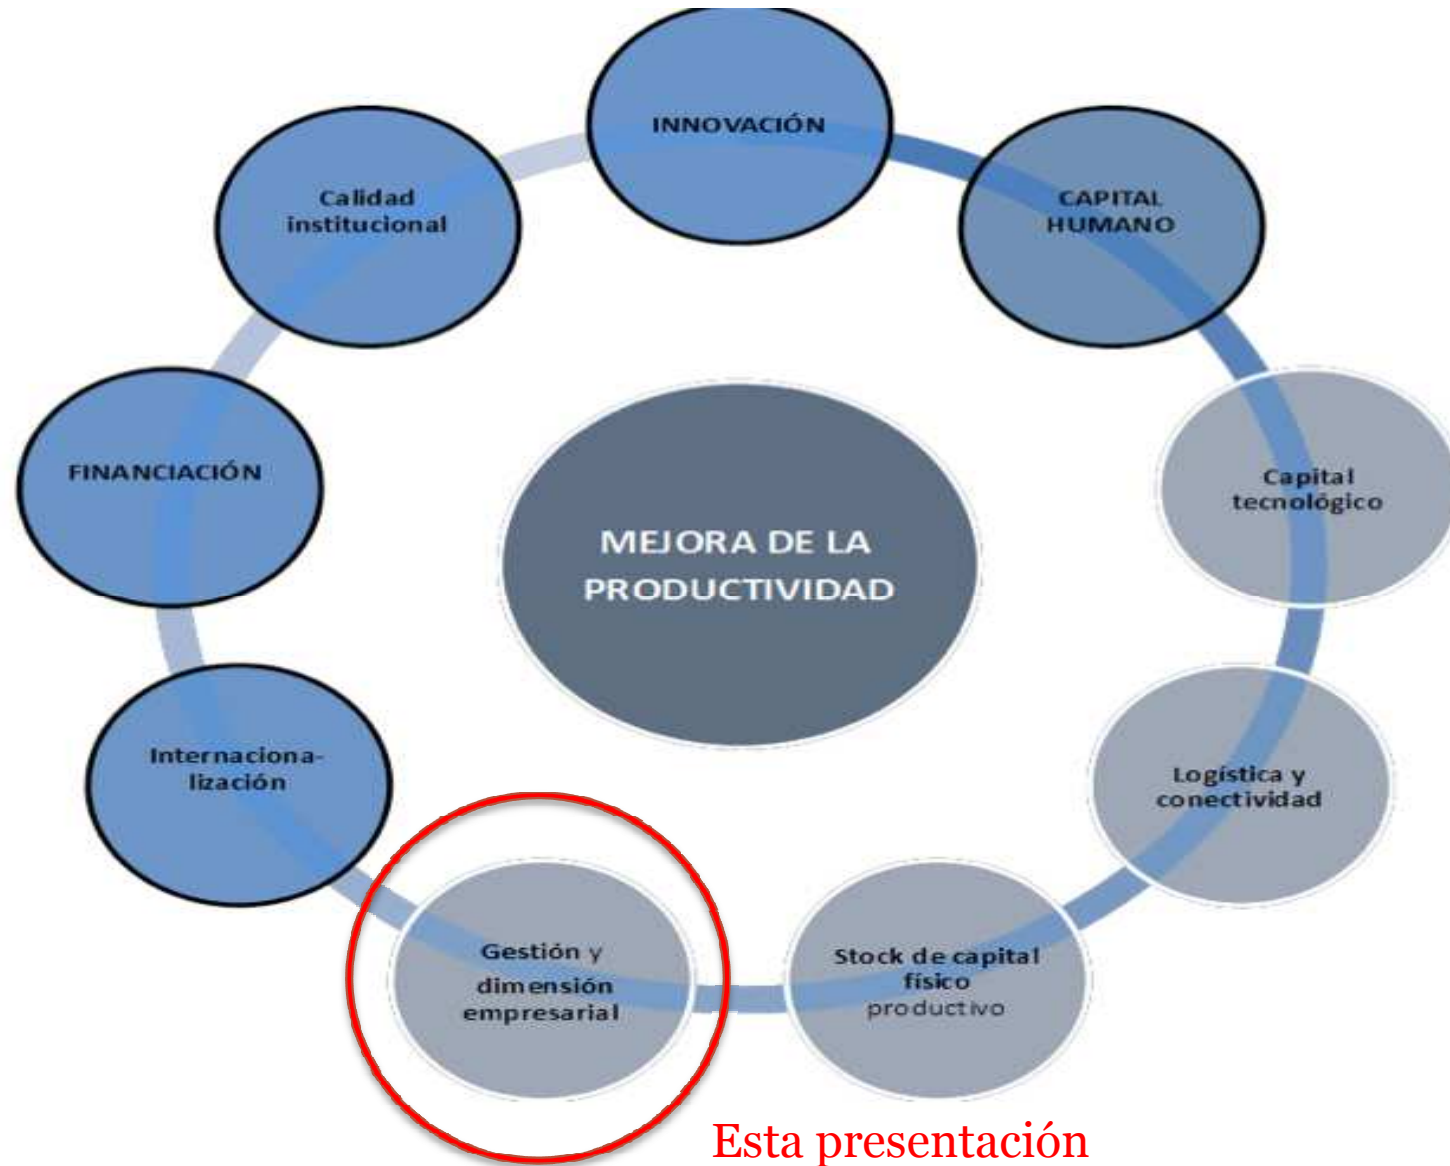 INNOVACIÓN
CAPITAL
HUMANO
Capital
tecnológico
Logística y
conectividad
Stock de capital
físico
productivo
Gestión y
dimensión
empresarial
Internaciona-
lización
FINANCIACIÓN
Calidad
institucional
MEJORA DE LA
PRODUCTIVIDAD
Esta presentación